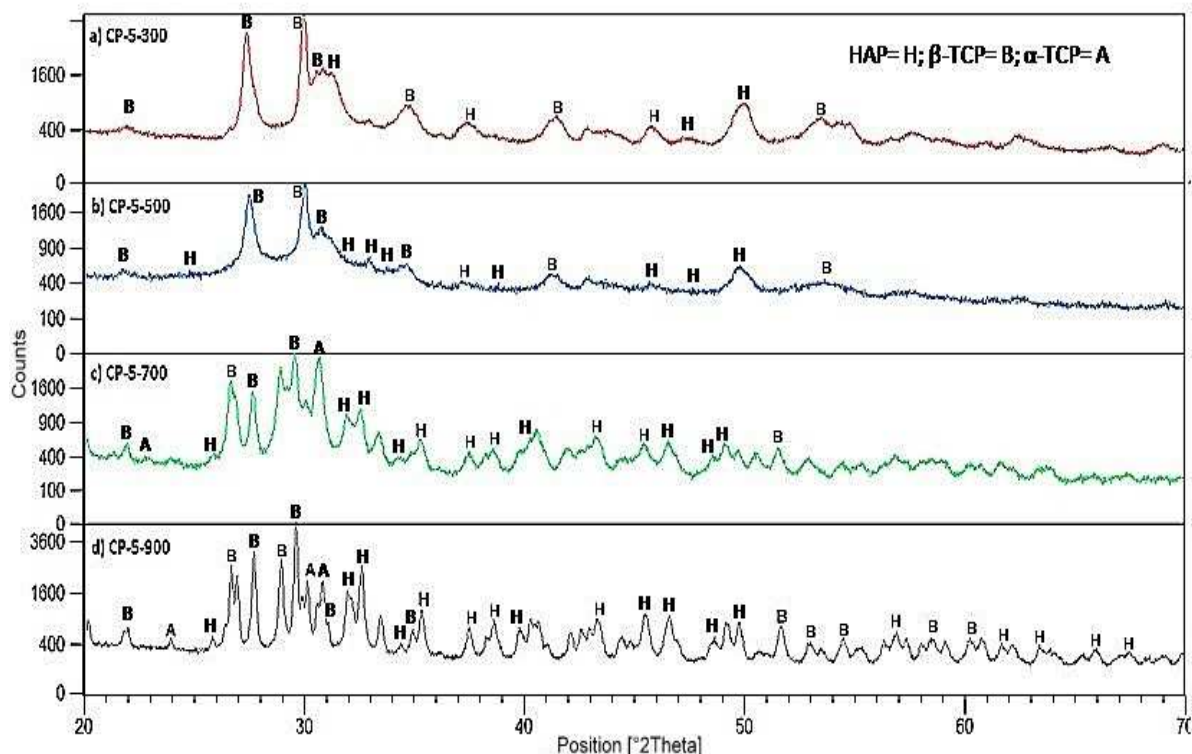 a) CP-5-300
HAP= H; β-TCP= B; α-TCP= A
B B B B H B H B H H H B
1600
400
0
b) CP-5-500
B H B B B H H H B H H B H H H B
1600
900
400
100
0
c) CP-5-700
B A H B B B A H H H H H H H H H H H H B
1600
900
400
100
0
d) CP-5-900
B A H B B B B A A B H H H B H H H H H H H H H B B B H B B H H H H
3600
1600
400
0
Counts
20 30 40 50 60 70
Position [°2Theta]